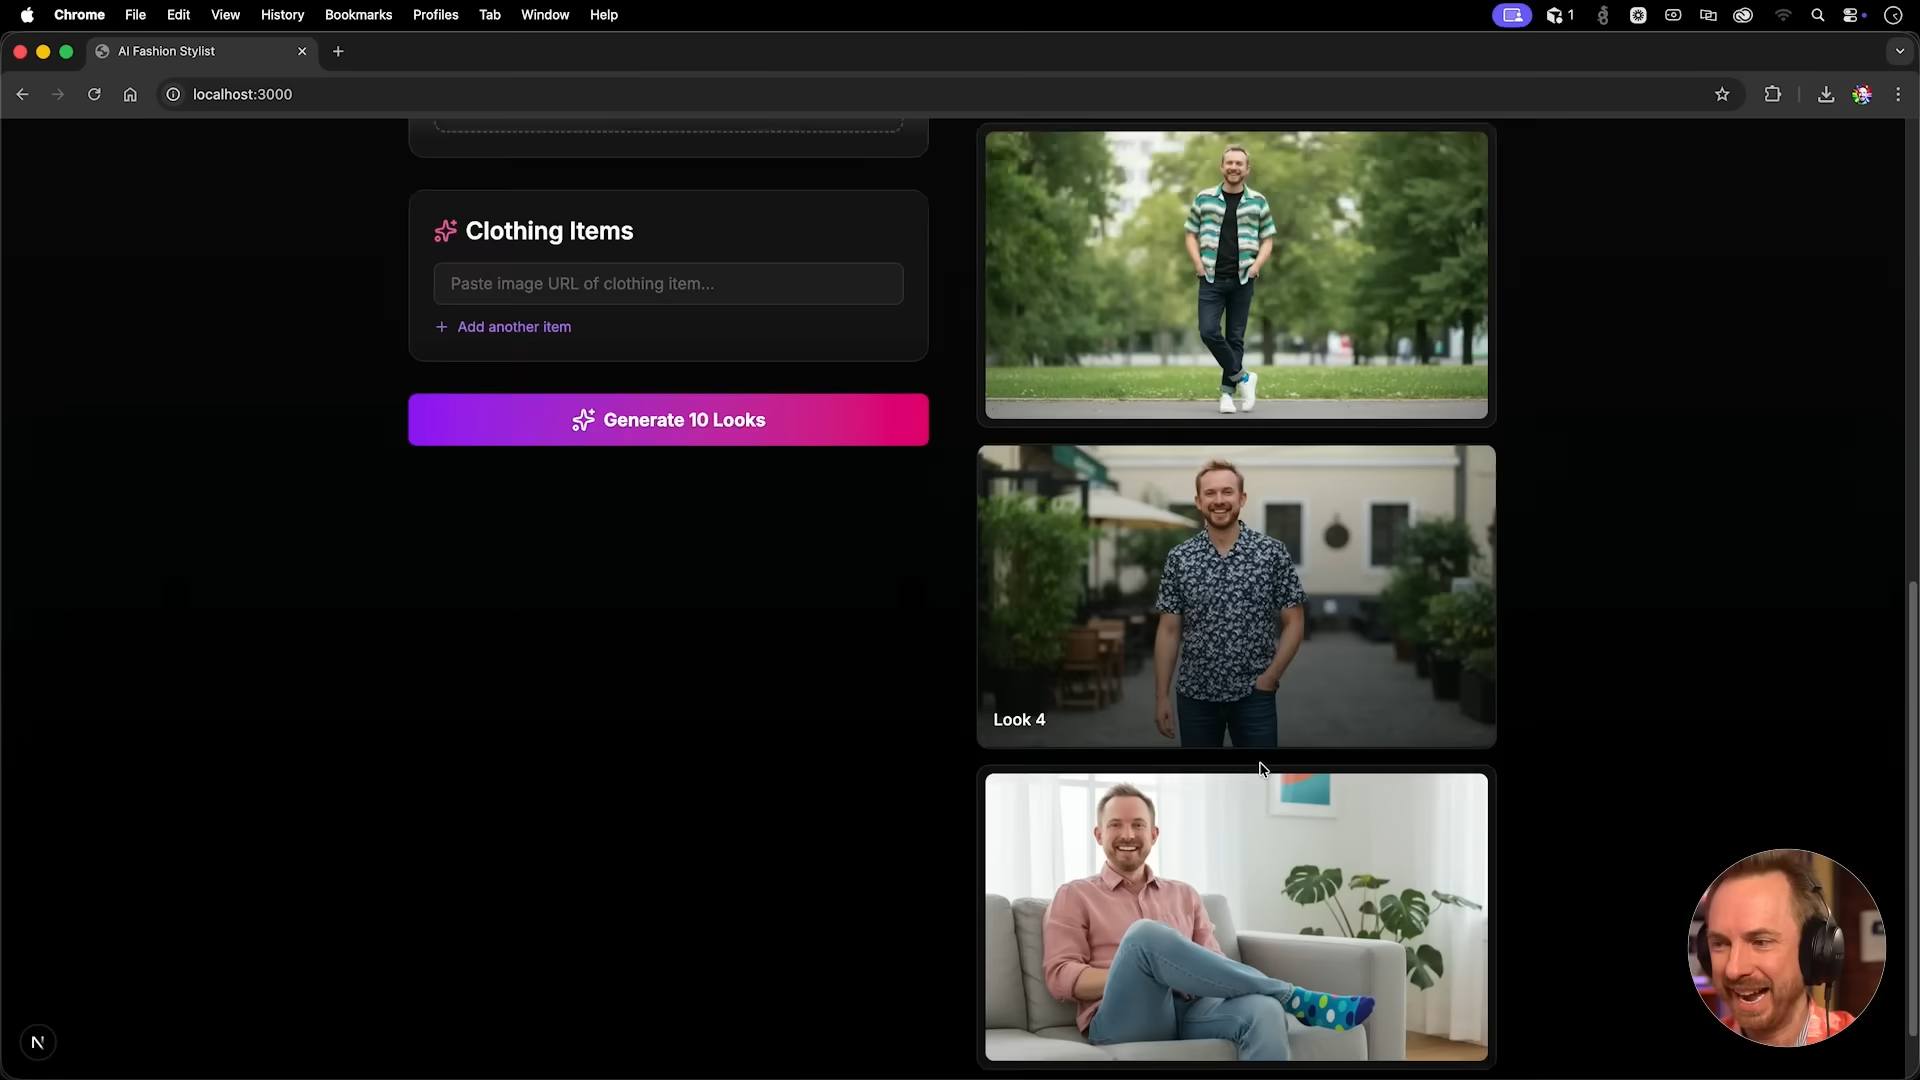 Chrome File Edit View History Bookmarks Profiles Tab Window Help
1
AI Fashion Stylist
localhost:3000
Clothing Items
Paste image URL of clothing item...
+ Add another item
Generate 10 Looks
Look 4
N